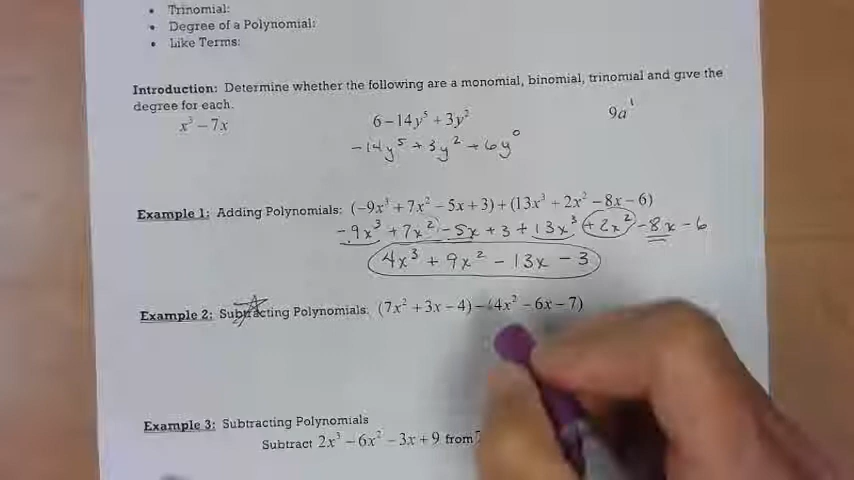 • Trinomial:
• Degree of a Polynomial:
• Like Terms:
Introduction: Determine whether the following are a monomial, binomial, trinomial and give the
degree for each.
x³ − 7x    6 − 14y⁵ + 3y²    9a¹
−14y⁵ + 3y² + 6y⁰
Example 1: Adding Polynomials: (−9x³ + 7x² − 5x + 3) + (13x³ + 2x² − 8x − 6)
−9x³ + 7x² − 5x + 3 + 13x³ + 2x² − 8x − 6
4x³ + 9x² − 13x − 3
Example 2: Subtracting Polynomials: (7x² + 3x − 4) − (4x² − 6x − 7)
Example 3: Subtracting Polynomials
Subtract 2x³ − 6x² − 3x + 9 from